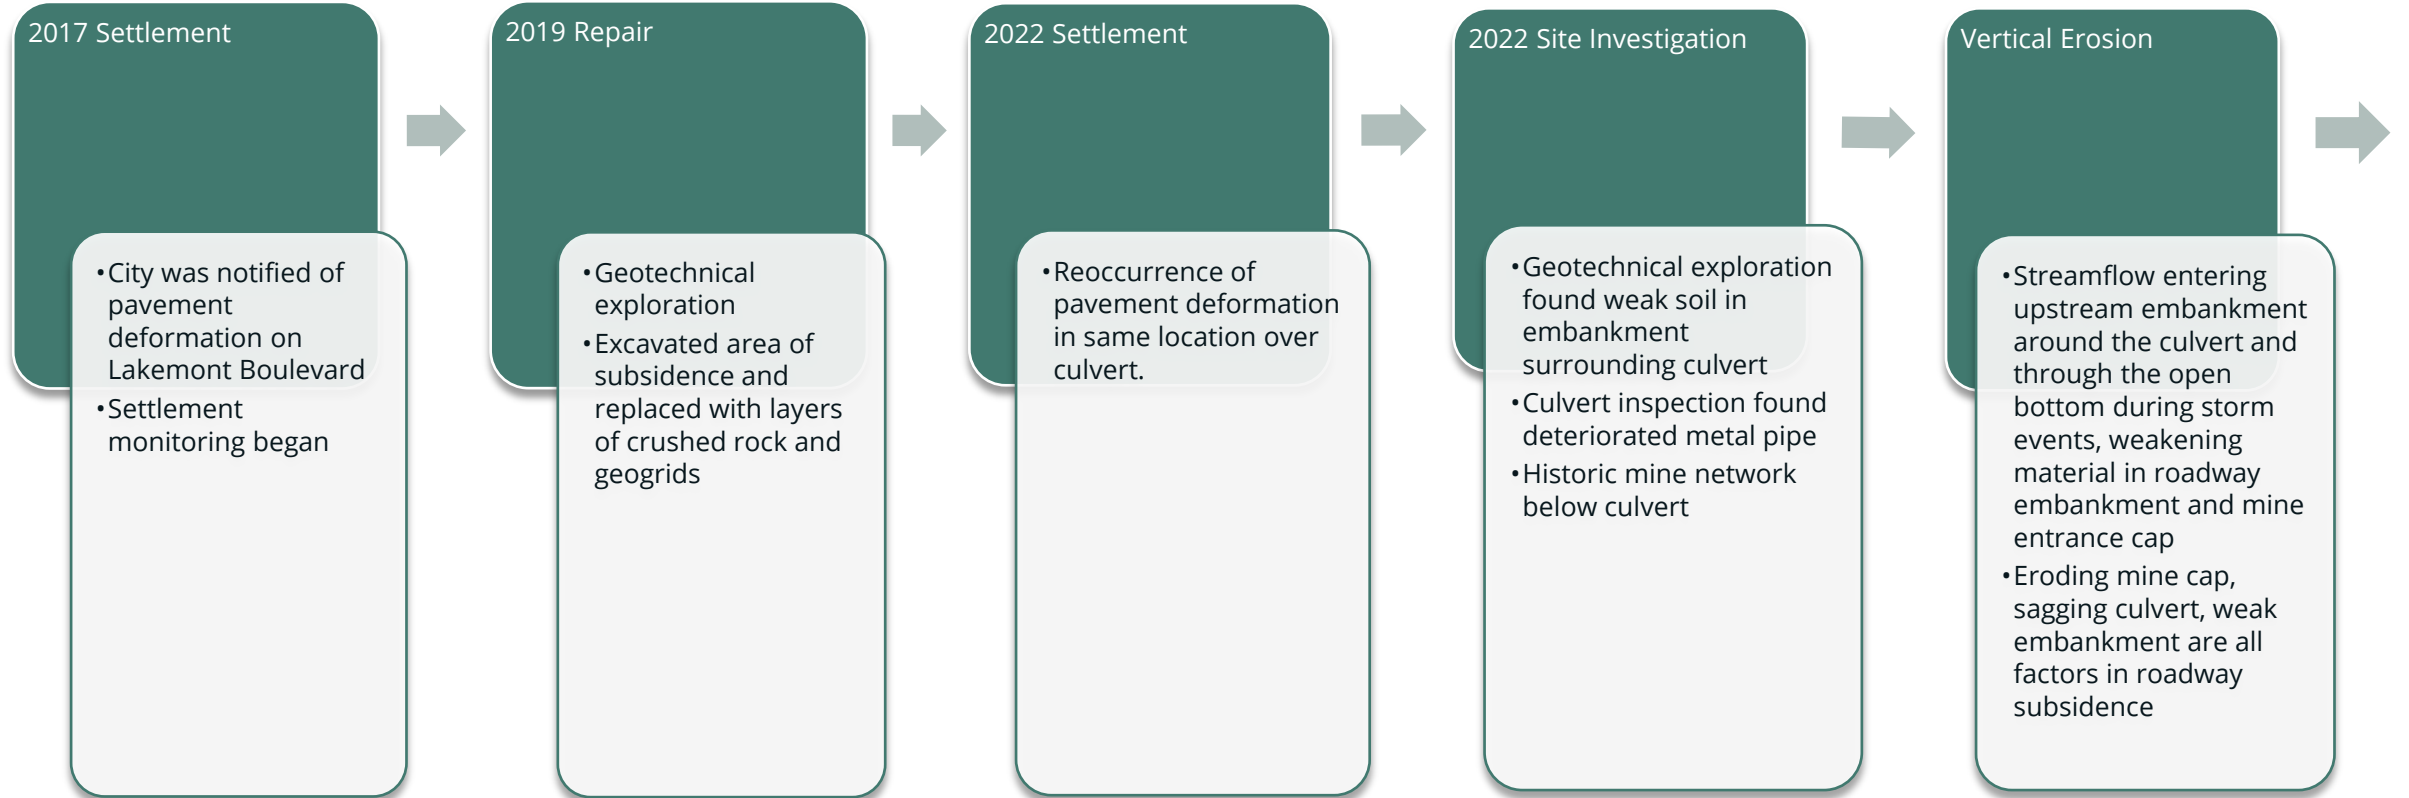 2017 Settlement
•City was notified of
pavement
deformation on
Lakemont Boulevard
•Settlement
monitoring began
2019 Repair
•Geotechnical
exploration
•Excavated area of
subsidence and
replaced with layers
of crushed rock and
geogrids
2022 Settlement
•Reoccurrence of
pavement deformation
in same location over
culvert.
2022 Site Investigation
•Geotechnical exploration
found weak soil in
embankment
surrounding culvert
•Culvert inspection found
deteriorated metal pipe
•Historic mine network
below culvert
Vertical Erosion
•Streamflow entering
upstream embankment
around the culvert and
through the open
bottom during storm
events, weakening
material in roadway
embankment and mine
entrance cap
•Eroding mine cap,
sagging culvert, weak
embankment are all
factors in roadway
subsidence